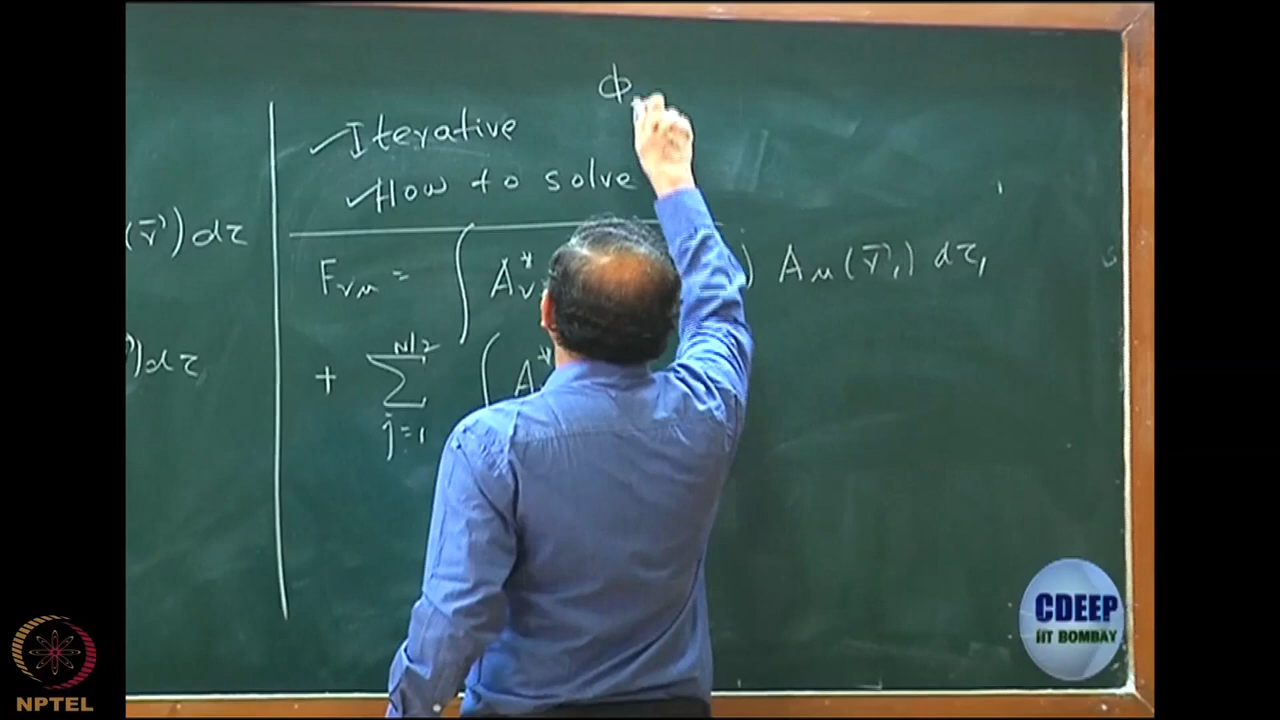 ϕ
✓Iterative
✓How to solve
(r̄) dτ
F_νμ = ∫ A*_ν ) A_μ (r̄₁) dτ₁
) dτ
+ Σ_{j=1}^{N/2} ∫ A*
CDEEP
IIT BOMBAY
NPTEL